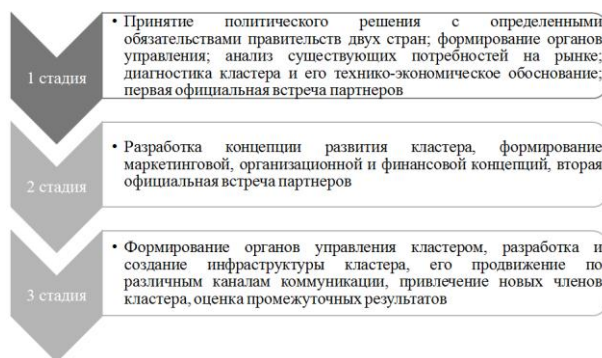 1 стадия
• Принятие политического решения с определенными
обязательствами правительств двух стран; формирование органов
управления; анализ существующих потребностей на рынке;
диагностика кластера и его технико-экономическое обоснование;
первая официальная встреча партнеров
2 стадия
• Разработка концепции развития кластера, формирование
маркетинговой, организационной и финансовой концепций, вторая
официальная встреча партнеров
3 стадия
• Формирование органов управления кластером, разработка и
создание инфраструктуры кластера, его продвижение по
различным каналам коммуникации, привлечение новых членов
кластера, оценка промежуточных результатов